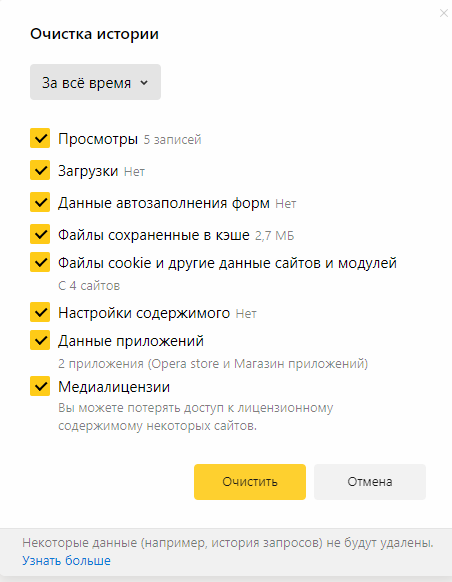 Очистка истории
За всё время
Просмотры 5 записей
Загрузки Нет
Данные автозаполнения форм Нет
Файлы сохраненные в кэше 2,7 МБ
Файлы cookie и другие данные сайтов и модулей
С 4 сайтов
Настройки содержимого Нет
Данные приложений
2 приложения (Opera store и Магазин приложений)
Медиалицензии
Вы можете потерять доступ к лицензионному
содержимому некоторых сайтов.
Очистить Отмена
Некоторые данные (например, история запросов) не будут удалены.
Узнать больше